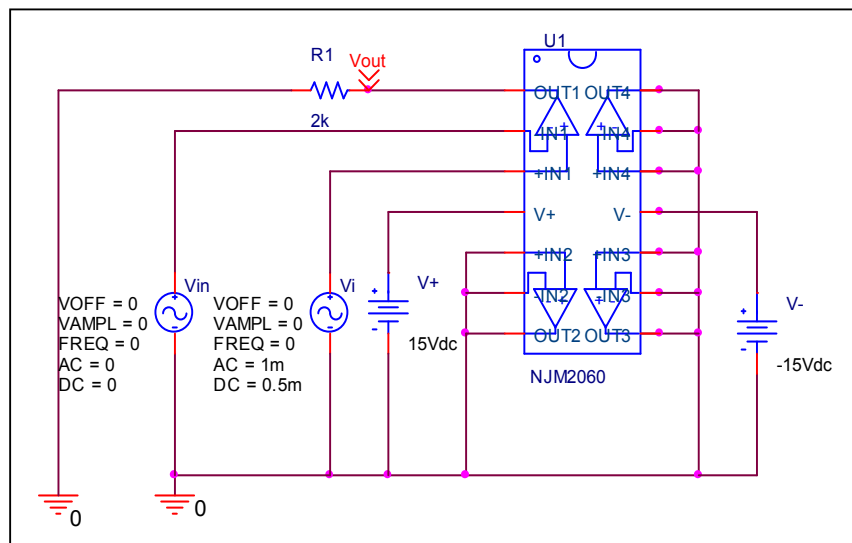 U1
R1
Vout
2k
OUT1
OUT4
-IN1
-IN4
+IN1
+IN4
V+
V-
+IN2
+IN3
-IN2
-IN3
OUT2
OUT3
NJM2060
Vin
VOFF = 0
VAMPL = 0
FREQ = 0
AC = 0
DC = 0
Vi
VOFF = 0
VAMPL = 0
FREQ = 0
AC = 1m
DC = 0.5m
V+
15Vdc
V-
-15Vdc
0
0